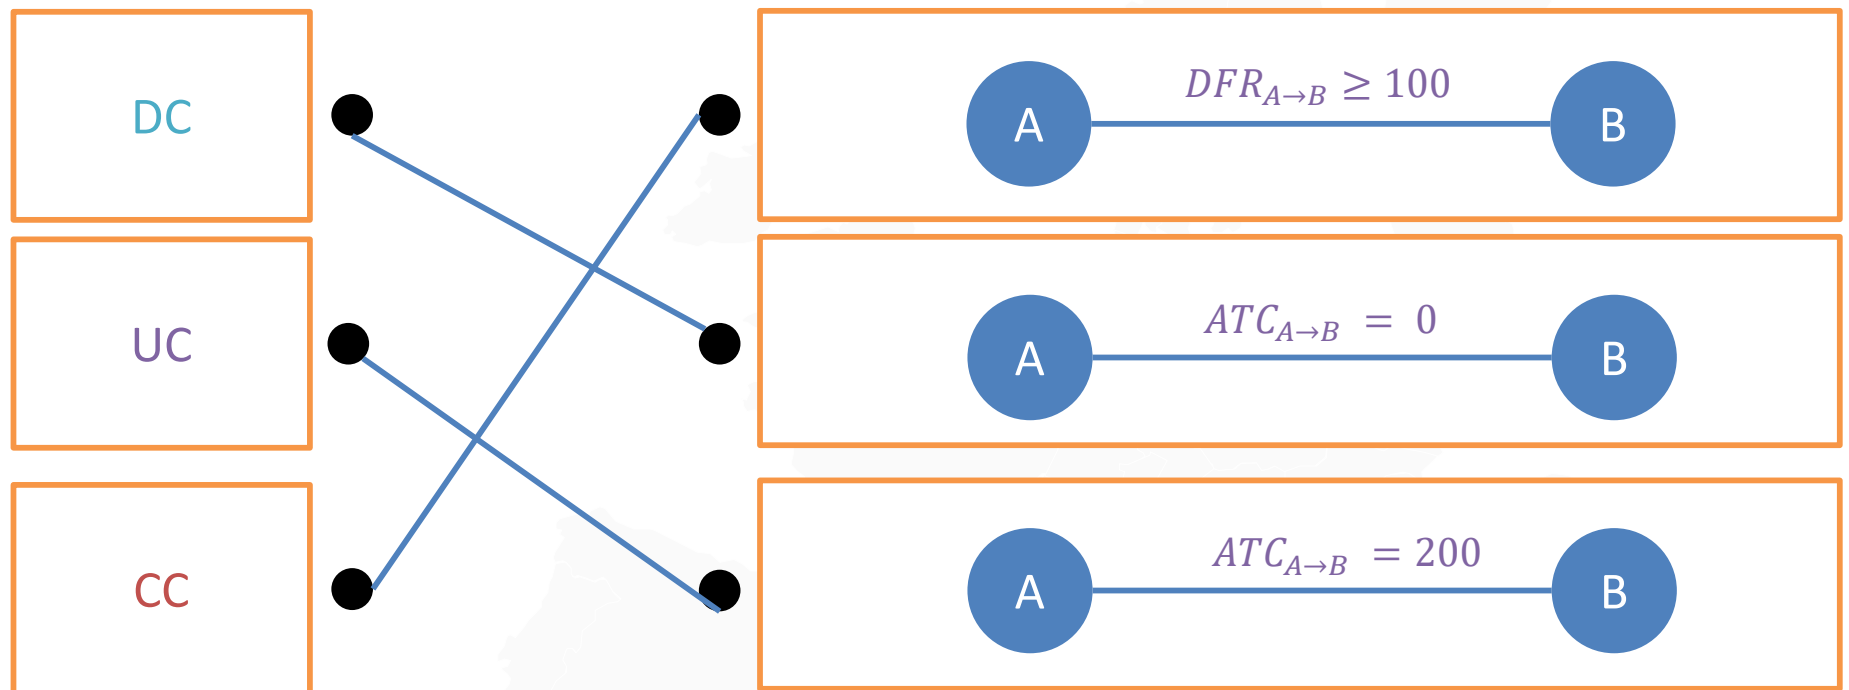 DC
A
DFR_{A→B} ≥ 100
B
UC
A
ATC_{A→B} = 0
B
CC
A
ATC_{A→B} = 200
B